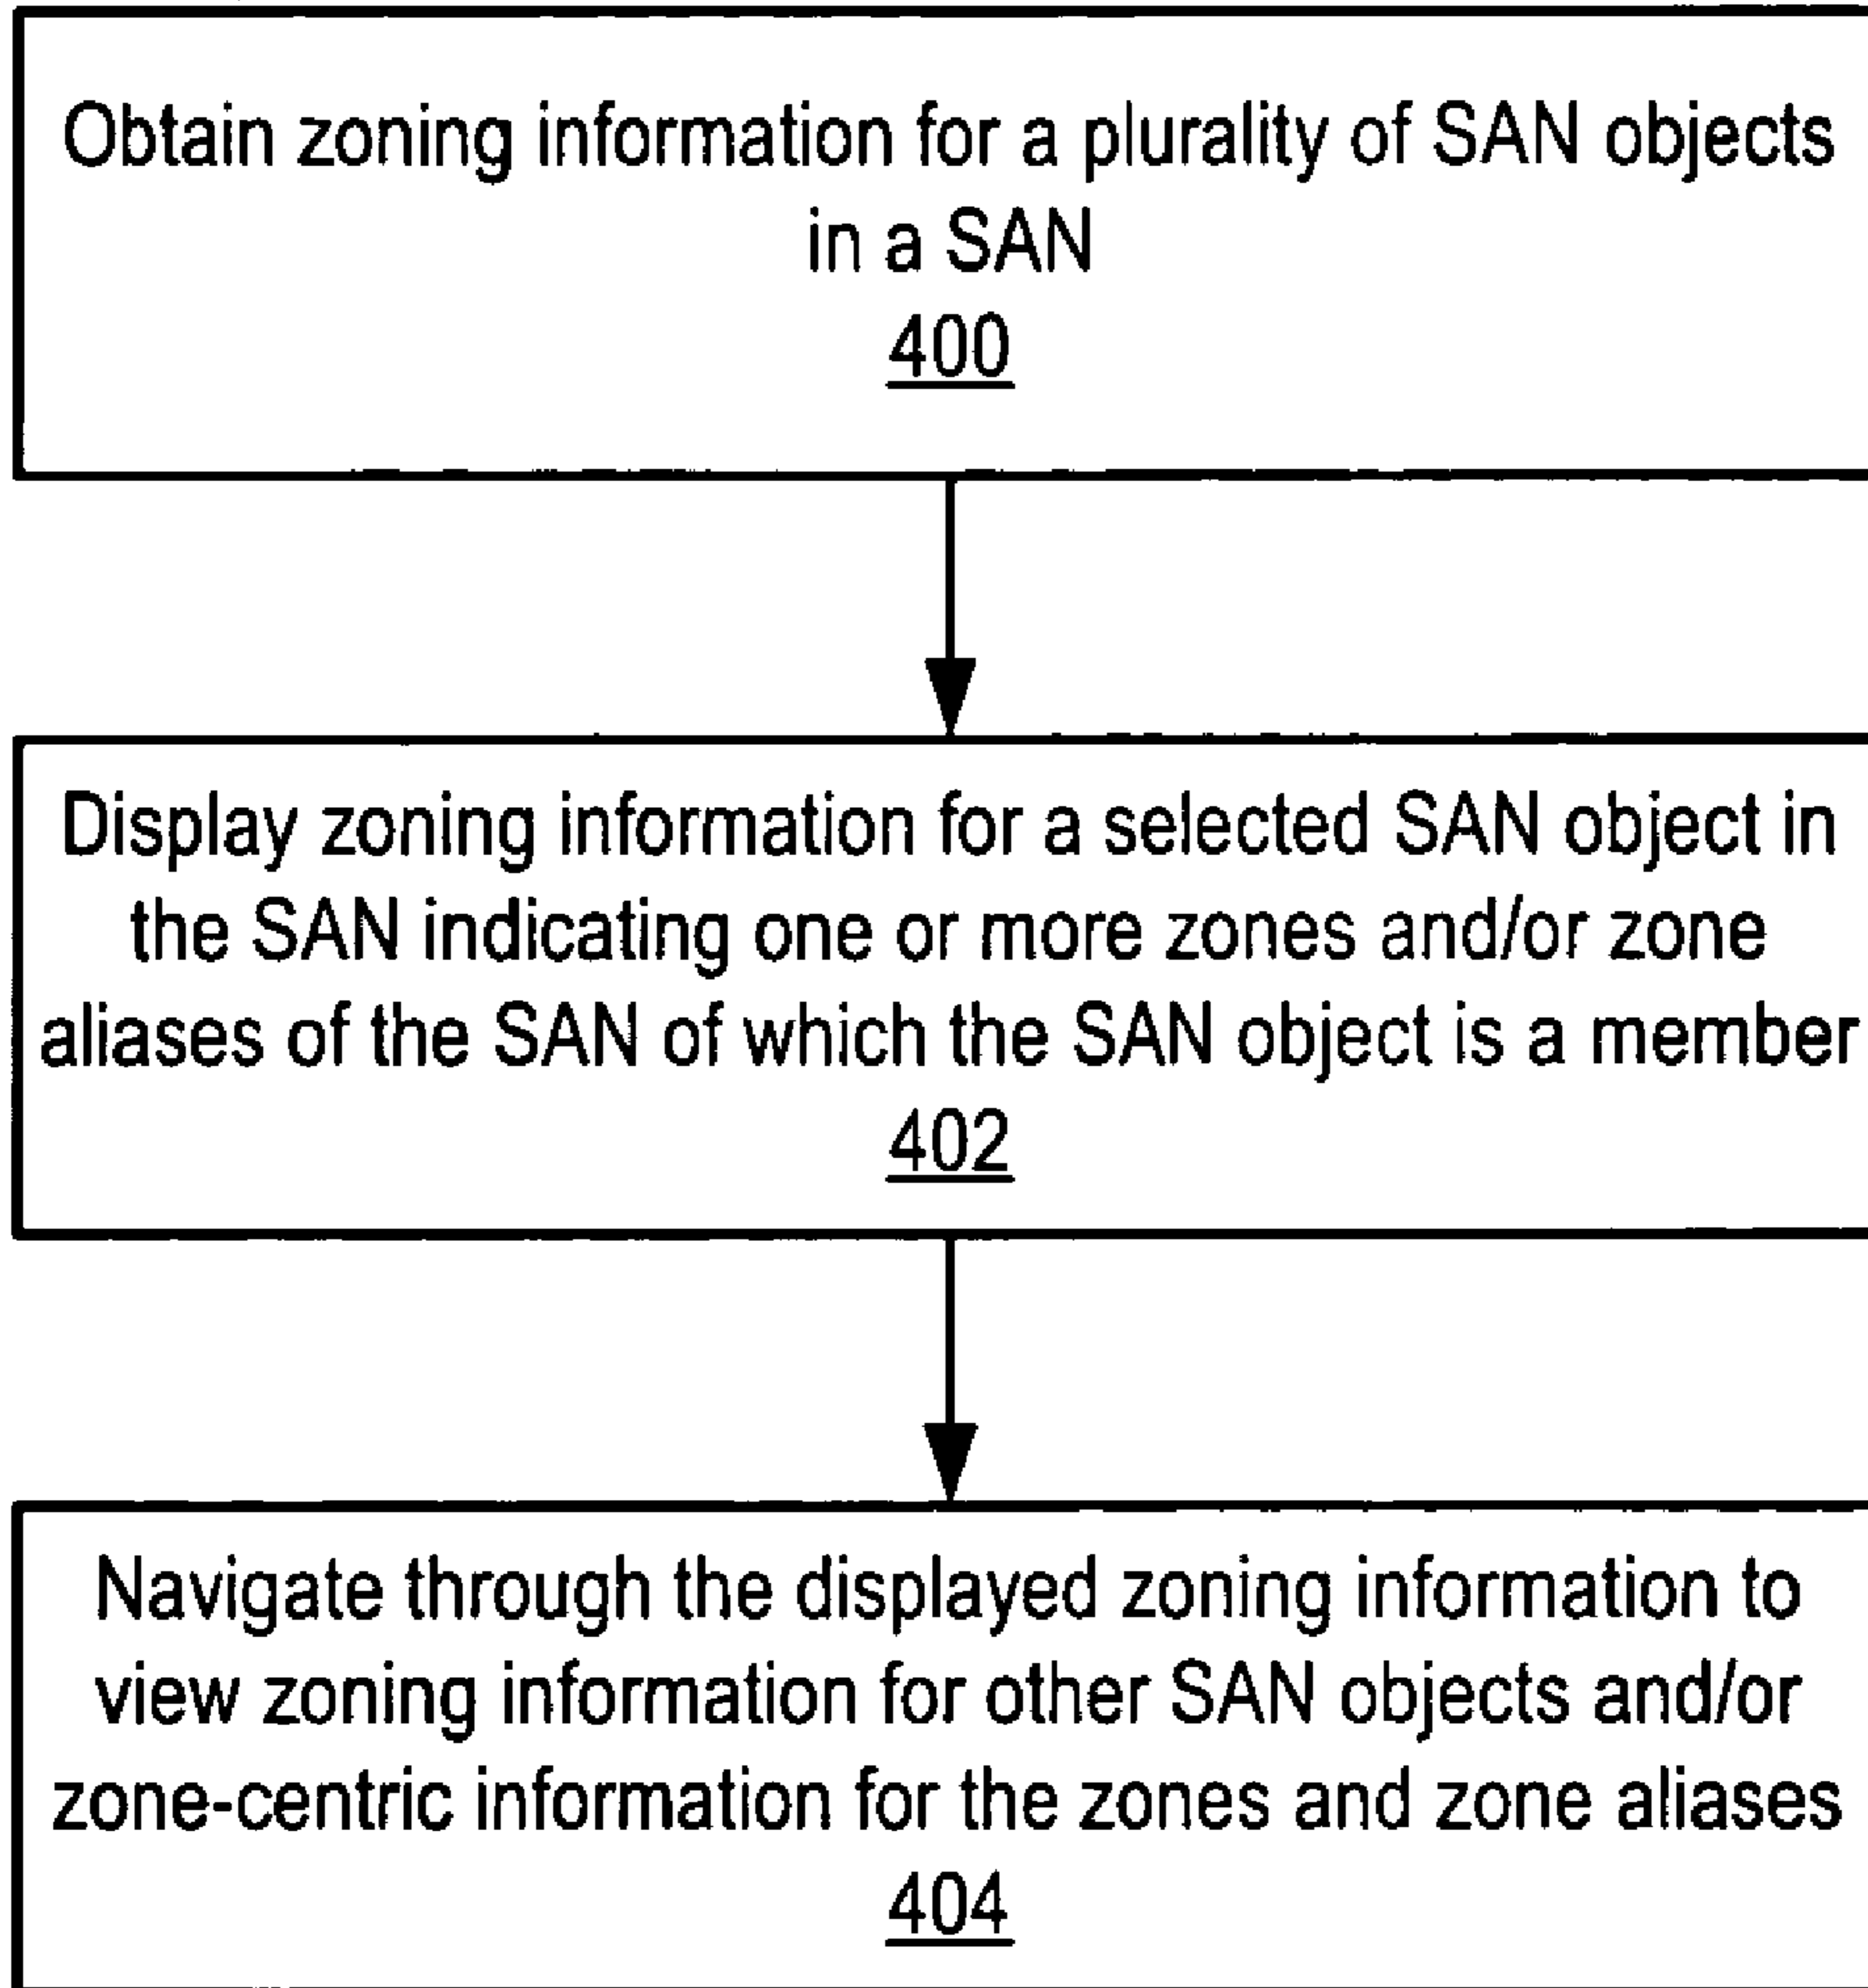 Obtain zoning information for a plurality of SAN objects
in a SAN
400
Display zoning information for a selected SAN object in
the SAN indicating one or more zones and/or zone
aliases of the SAN of which the SAN object is a member
402
Navigate through the displayed zoning information to
view zoning information for other SAN objects and/or
zone-centric information for the zones and zone aliases
404